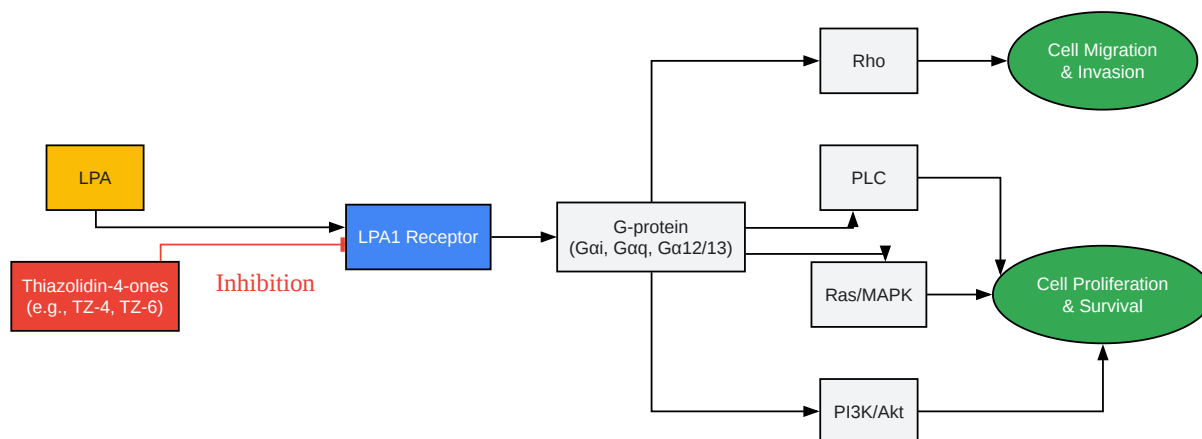 LPA
Thiazolidin-4-ones
(e.g., TZ-4, TZ-6)
Inhibition
LPA1 Receptor
G-protein
(Gαi, Gαq, Gα12/13)
Rho
PLC
Ras/MAPK
PI3K/Akt
Cell Migration
& Invasion
Cell Proliferation
& Survival